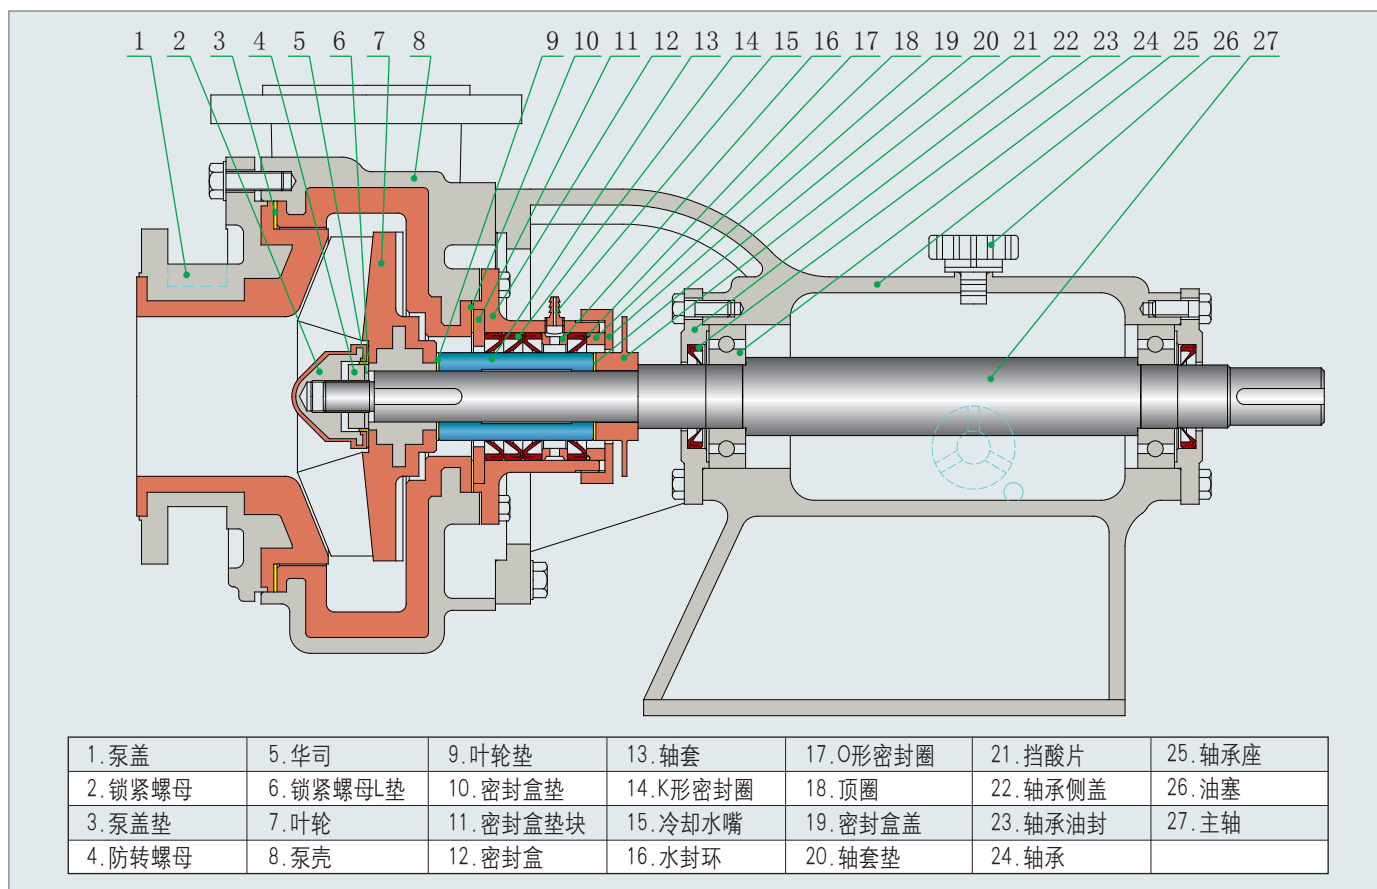 1 2 3 4 5 6 7 8 9 10 11 12 13 14 15 16 17 18 19 20 21 22 23 24 25 26 27
1.泵盖 5.华司 9.叶轮垫 13.轴套 17.O形密封圈 21.挡酸片 25.轴承座
2.锁紧螺母 6.锁紧螺母L垫 10.密封盒垫 14.K形密封圈 18.顶圈 22.轴承侧盖 26.油塞
3.泵盖垫 7.叶轮 11.密封盒垫块 15.冷却水嘴 19.密封盒盖 23.轴承油封 27.主轴
4.防转螺母 8.泵壳 12.密封盒 16.水封环 20.轴套垫 24.轴承